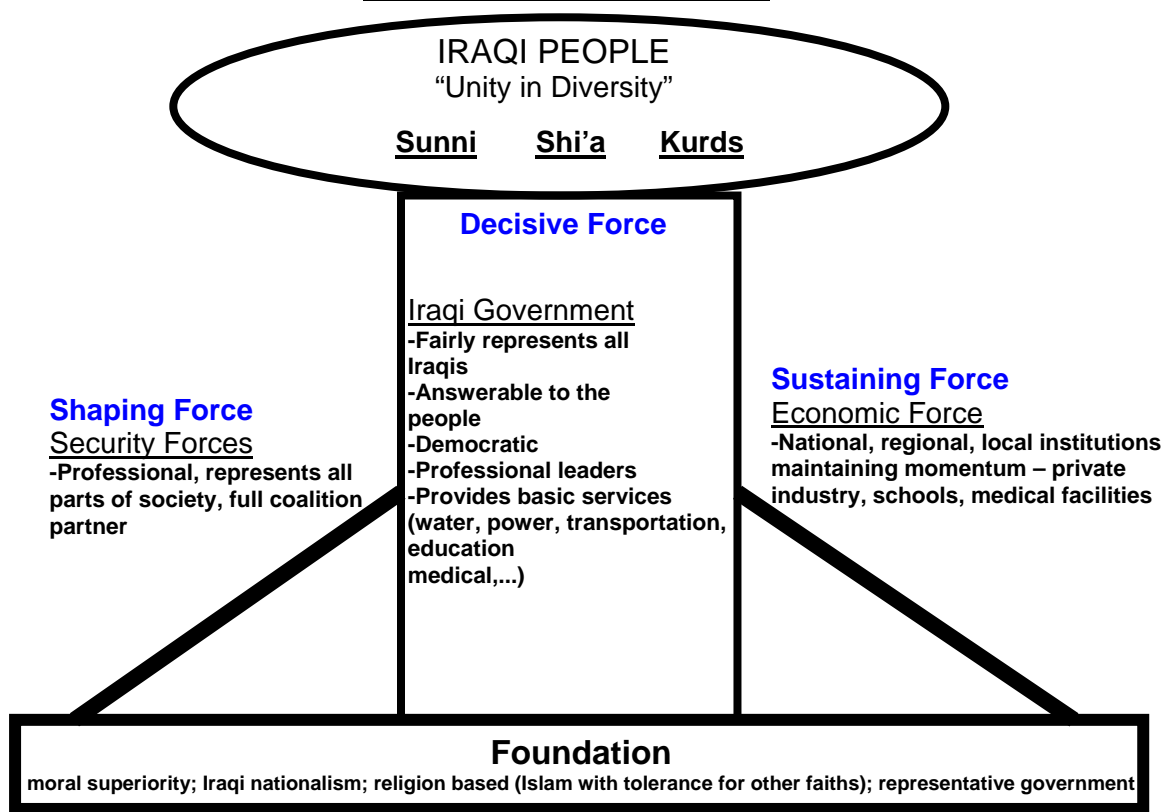 IRAQI PEOPLE
“Unity in Diversity”
Sunni Shi’a Kurds
Decisive Force
Iraqi Government
-Fairly represents all
Iraqis
-Answerable to the
people
-Democratic
-Professional leaders
-Provides basic services
(water, power, transportation,
education
medical,...)
Shaping Force
Security Forces
-Professional, represents all
parts of society, full coalition
partner
Sustaining Force
Economic Force
-National, regional, local institutions
maintaining momentum – private
industry, schools, medical facilities
Foundation
moral superiority; Iraqi nationalism; religion based (Islam with tolerance for other faiths); representative government